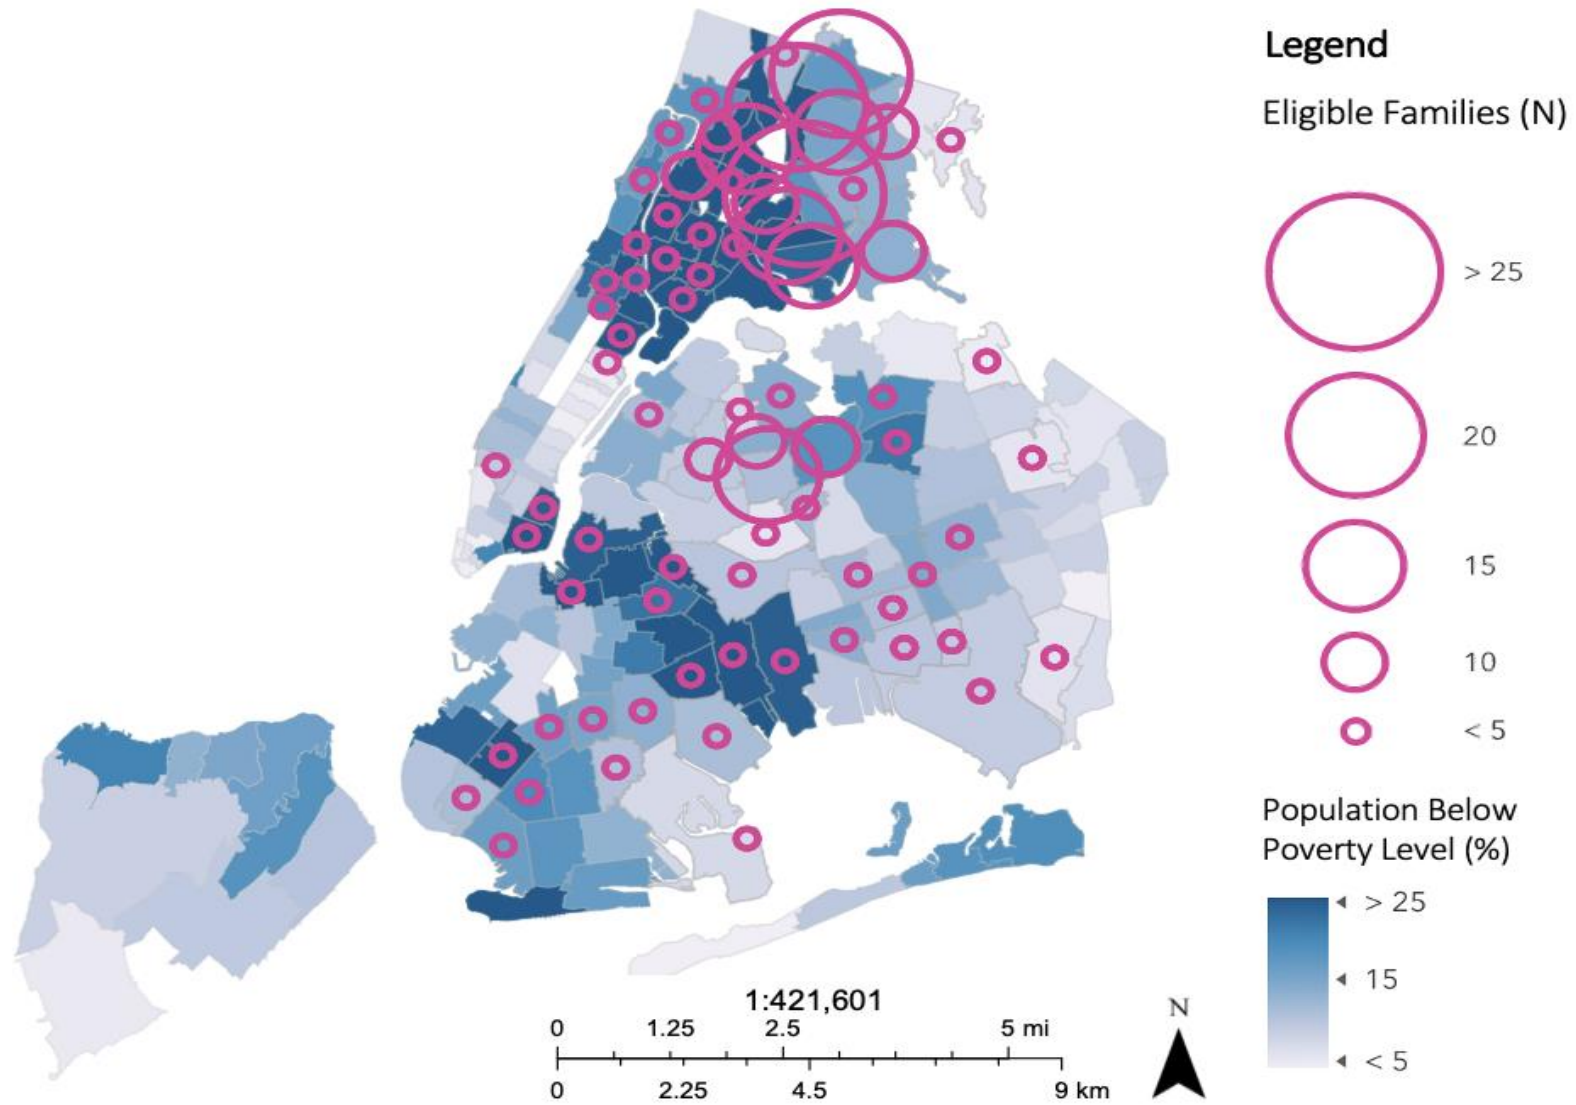 Legend
Eligible Families (N)
> 25
20
15
10
< 5
Population Below
Poverty Level (%)
> 25
15
< 5
1:421,601
0 1.25 2.5 5 mi
0 2.25 4.5 9 km
N